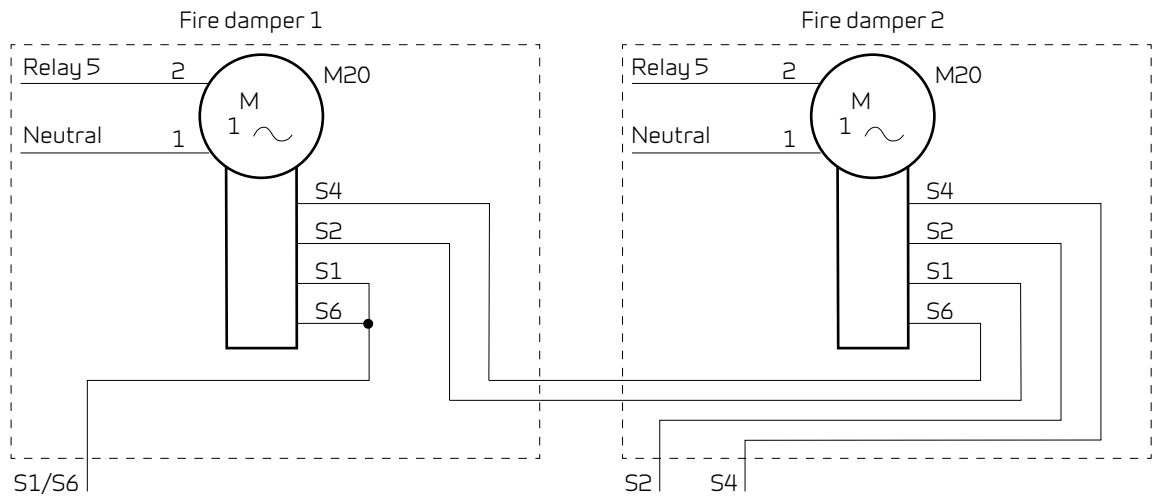 Fire damper 1
Relay 5 2 M20
M
1
Neutral 1
S4
S2
S1
S6
S1/S6
Fire damper 2
Relay 5 2 M20
M
1
Neutral 1
S4
S2
S1
S6
S2 S4